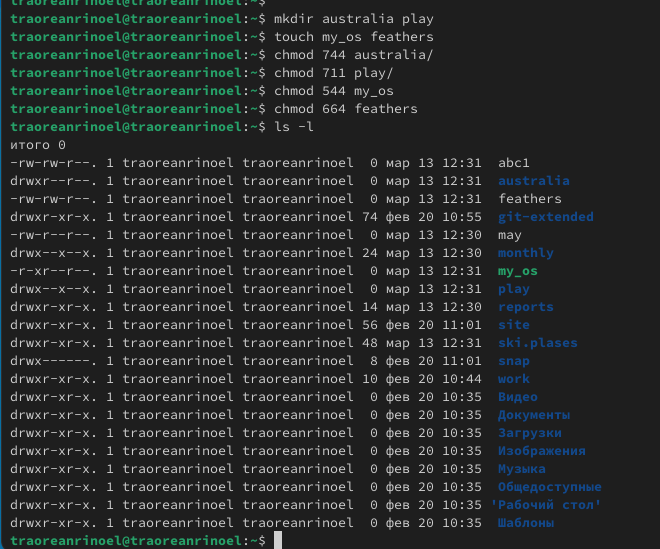 traoreanrinoel@traoreanrinoel:~$
traoreanrinoel@traoreanrinoel:~$ mkdir australia play
traoreanrinoel@traoreanrinoel:~$ touch my_os feathers
traoreanrinoel@traoreanrinoel:~$ chmod 744 australia/
traoreanrinoel@traoreanrinoel:~$ chmod 711 play/
traoreanrinoel@traoreanrinoel:~$ chmod 544 my_os
traoreanrinoel@traoreanrinoel:~$ chmod 664 feathers
traoreanrinoel@traoreanrinoel:~$ ls -l
итого 0
-rw-rw-r--. 1 traoreanrinoel traoreanrinoel  0 мар 13 12:31  abc1
drwxr--r--. 1 traoreanrinoel traoreanrinoel  0 мар 13 12:31  australia
-rw-rw-r--. 1 traoreanrinoel traoreanrinoel  0 мар 13 12:31  feathers
drwxr-xr-x. 1 traoreanrinoel traoreanrinoel 74 фев 20 10:55  git-extended
-rw-r--r--. 1 traoreanrinoel traoreanrinoel  0 мар 13 12:30  may
drwx--x--x. 1 traoreanrinoel traoreanrinoel 24 мар 13 12:30  monthly
-r-xr--r--. 1 traoreanrinoel traoreanrinoel  0 мар 13 12:31  my_os
drwx--x--x. 1 traoreanrinoel traoreanrinoel  0 мар 13 12:31  play
drwxr-xr-x. 1 traoreanrinoel traoreanrinoel 14 мар 13 12:30  reports
drwxr-xr-x. 1 traoreanrinoel traoreanrinoel 56 фев 20 11:01  site
drwxr-xr-x. 1 traoreanrinoel traoreanrinoel 48 мар 13 12:31  ski.plases
drwx------. 1 traoreanrinoel traoreanrinoel  8 фев 20 11:01  snap
drwxr-xr-x. 1 traoreanrinoel traoreanrinoel 10 фев 20 10:44  work
drwxr-xr-x. 1 traoreanrinoel traoreanrinoel  0 фев 20 10:35  Видео
drwxr-xr-x. 1 traoreanrinoel traoreanrinoel  0 фев 20 10:35  Документы
drwxr-xr-x. 1 traoreanrinoel traoreanrinoel  0 фев 20 10:35  Загрузки
drwxr-xr-x. 1 traoreanrinoel traoreanrinoel  0 фев 20 10:35  Изображения
drwxr-xr-x. 1 traoreanrinoel traoreanrinoel  0 фев 20 10:35  Музыка
drwxr-xr-x. 1 traoreanrinoel traoreanrinoel  0 фев 20 10:35  Общедоступные
drwxr-xr-x. 1 traoreanrinoel traoreanrinoel  0 фев 20 10:35 'Рабочий стол'
drwxr-xr-x. 1 traoreanrinoel traoreanrinoel  0 фев 20 10:35  Шаблоны
traoreanrinoel@traoreanrinoel:~$